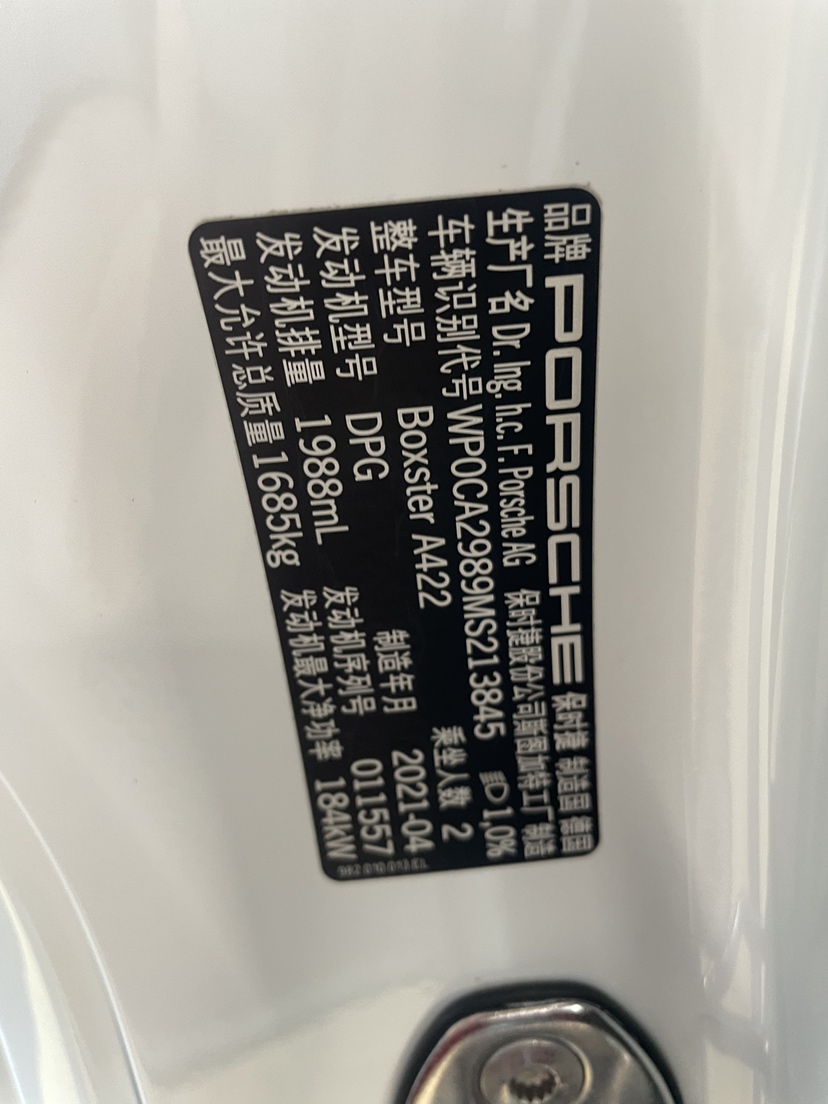 品牌 PORSCHE 保时捷 制造国 德国
生产厂名 Dr. Ing. h.c. F. Porsche AG 保时捷股份公司斯图加特工厂制造
车辆识别代号 WP0CA2989MS213845 1,0%
整车型号 Boxster A422 乘坐人数 2
发动机型号 DPG 制造年月 2021-04
发动机排量 1988mL 发动机序列号 011557
最大允许总质量 1685kg 发动机最大净功率 184kW